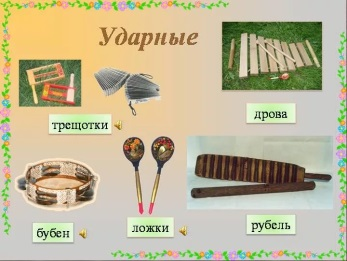 Ударные
дрова
трещотки
бубен
ложки
рубель